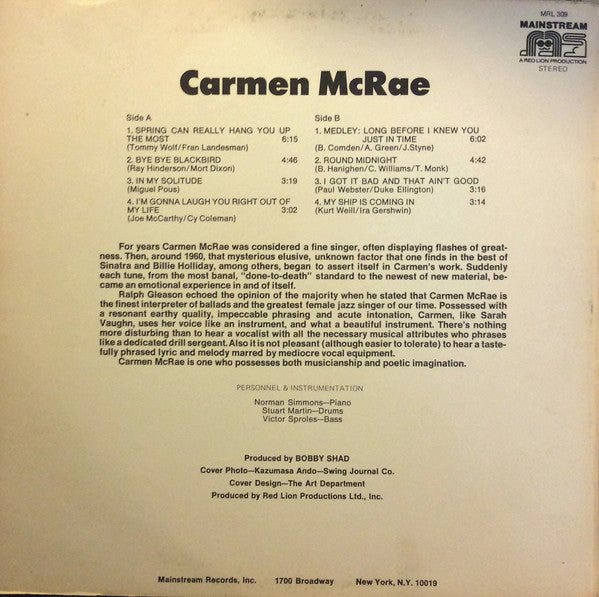 MRL 309
MAINSTREAM
A RED LION PRODUCTION
STEREO
Carmen McRae
Side A
1. SPRING CAN REALLY HANG YOU UP
THE MOST 6:15
(Tommy Wolf/Fran Landesman)
2. BYE BYE BLACKBIRD 4:46
(Ray Hinderson/Mort Dixon)
3. IN MY SOLITUDE 3:19
(Miguel Pous)
4. I'M GONNA LAUGH YOU RIGHT OUT OF
MY LIFE 3:02
(Joe McCarthy/Cy Coleman)
Side B
1. MEDLEY: LONG BEFORE I KNEW YOU
JUST IN TIME 6:02
(B. Comden/A. Green/J.Styne)
2. ROUND MIDNIGHT 4:42
(B. Hanighen/C. Williams/T. Monk)
3. I GOT IT BAD AND THAT AIN'T GOOD
(Paul Webster/Duke Ellington) 3:16
4. MY SHIP IS COMING IN 3:14
(Kurt Weill/Ira Gershwin)
For years Carmen McRae was considered a fine singer, often displaying flashes of great-
ness. Then, around 1960, that mysterious elusive, unknown factor that one finds in the best of
Sinatra and Billie Holliday, among others, began to assert itself in Carmen's work. Suddenly
each tune, from the most banal, "done-to-death" standard to the newest of new material, be-
came an emotional experience in and of itself.
Ralph Gleason echoed the opinion of the majority when he stated that Carmen McRae is
the finest interpreter of ballads and the greatest female jazz singer of our time. Possessed with
a resonant earthy quality, impeccable phrasing and acute intonation, Carmen, like Sarah
Vaughn, uses her voice like an instrument, and what a beautiful instrument. There's nothing
more disturbing than to hear a vocalist with all the necessary musical attributes who phrases
like a dedicated drill sergeant. Also it is not pleasant (although easier to tolerate) to hear a taste-
fully phrased lyric and melody marred by mediocre vocal equipment.
Carmen McRae is one who possesses both musicianship and poetic imagination.
PERSONNEL & INSTRUMENTATION
Norman Simmons—Piano
Stuart Martin—Drums
Victor Sproles—Bass
Produced by BOBBY SHAD
Cover Photo—Kazumasa Ando—Swing Journal Co.
Cover Design—The Art Department
Produced by Red Lion Productions Ltd., Inc.
Mainstream Records, Inc. 1700 Broadway New York, N.Y. 10019